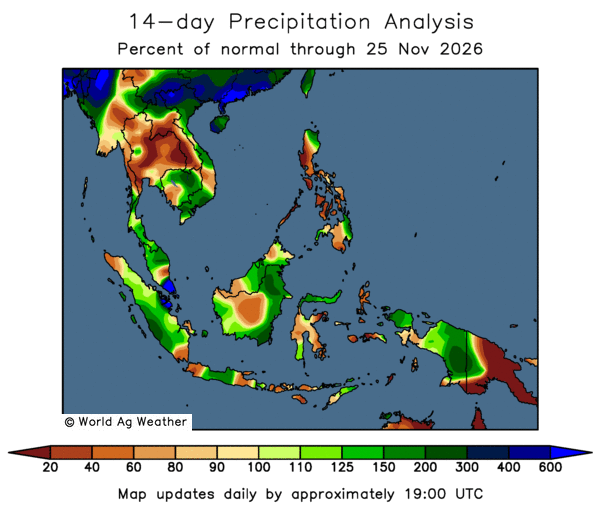 14-day Precipitation Analysis
Percent of normal through 25 Nov 2026
© World Ag Weather
20 40 60 80 90 100 110 125 150 200 300 400 600
Map updates daily by approximately 19:00 UTC